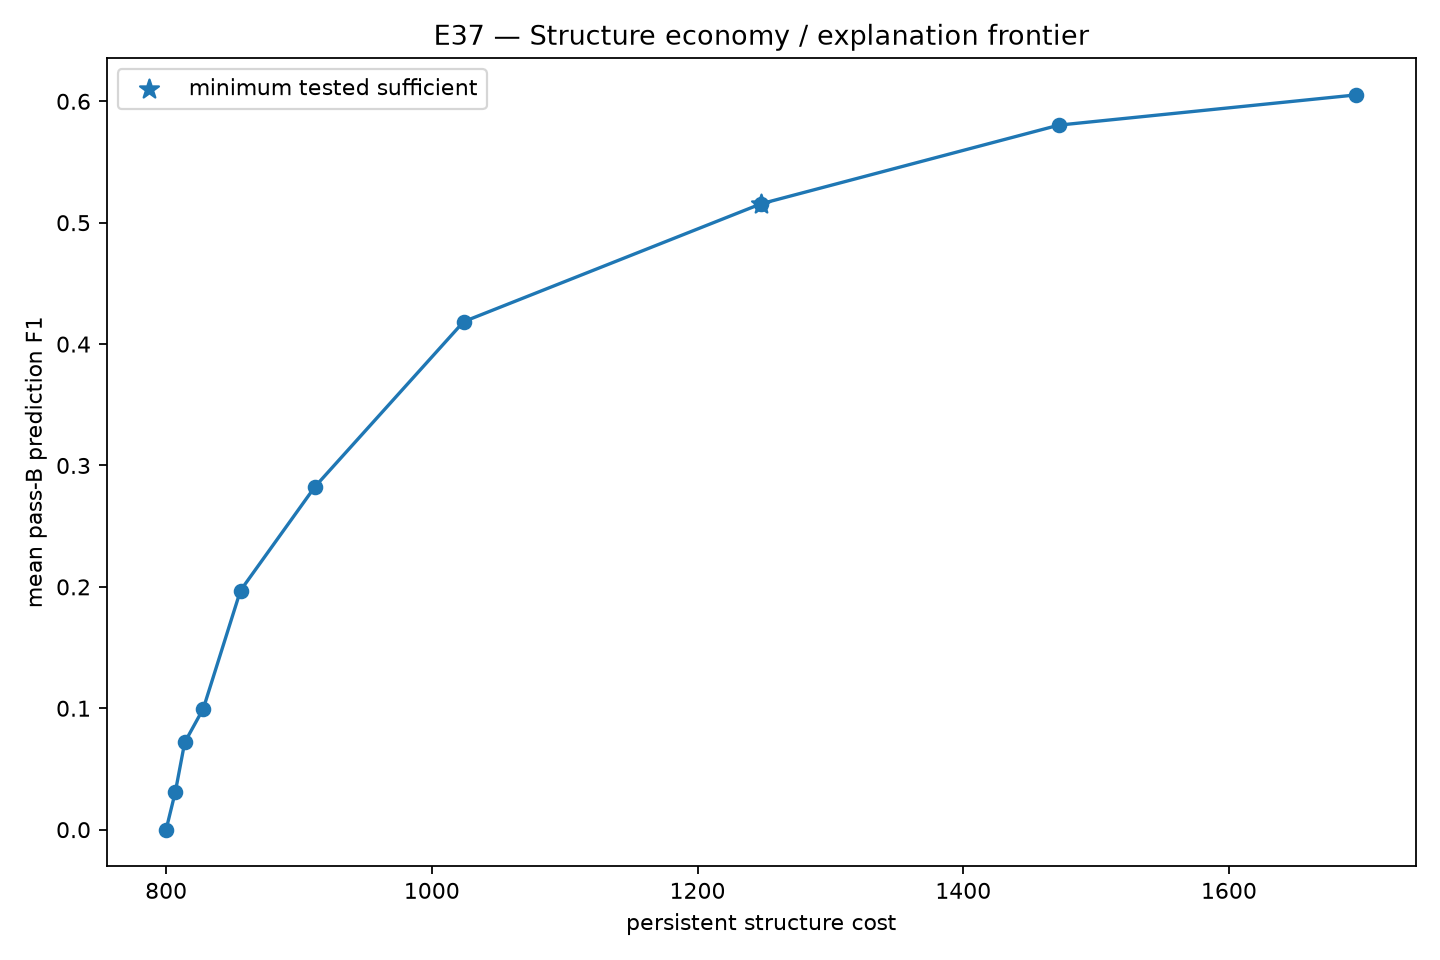 E37 — Structure economy / explanation frontier
minimum tested sufficient
mean pass-B prediction F1
0.6
0.5
0.4
0.3
0.2
0.1
0.0
800 1000 1200 1400 1600
persistent structure cost